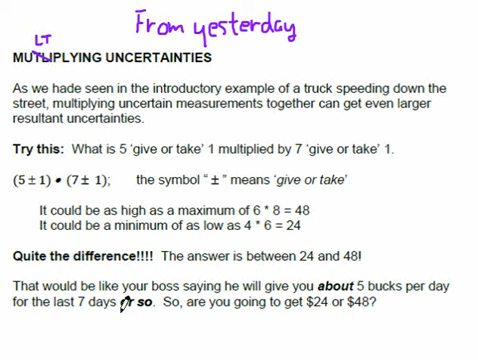 From yesterday
LT
MUTLIPLYING UNCERTAINTIES
As we hade seen in the introductory example of a truck speeding down the
street, multiplying uncertain measurements together can get even larger
resultant uncertainties.
Try this: What is 5 'give or take' 1 multiplied by 7 'give or take' 1.
(5 ± 1) • (7 ± 1); the symbol " ± " means 'give or take'
It could be as high as a maximum of 6 * 8 = 48
It could be a minimum of as low as 4 * 6 = 24
Quite the difference!!!! The answer is between 24 and 48!
That would be like your boss saying he will give you about 5 bucks per day
for the last 7 days or so. So, are you going to get $24 or $48?